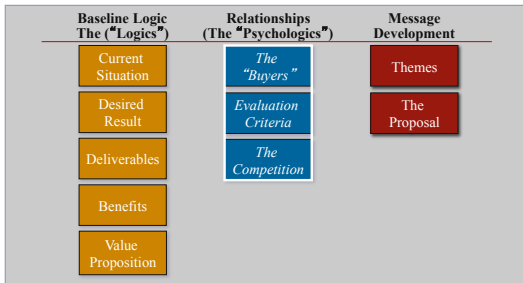 Baseline Logic
The (“Logics”)
Current
Situation
Desired
Result
Deliverables
Benefits
Value
Proposition
Relationships
(The “Psychologics”)
The
“Buyers”
Evaluation
Criteria
The
Competition
Message
Development
Themes
The
Proposal